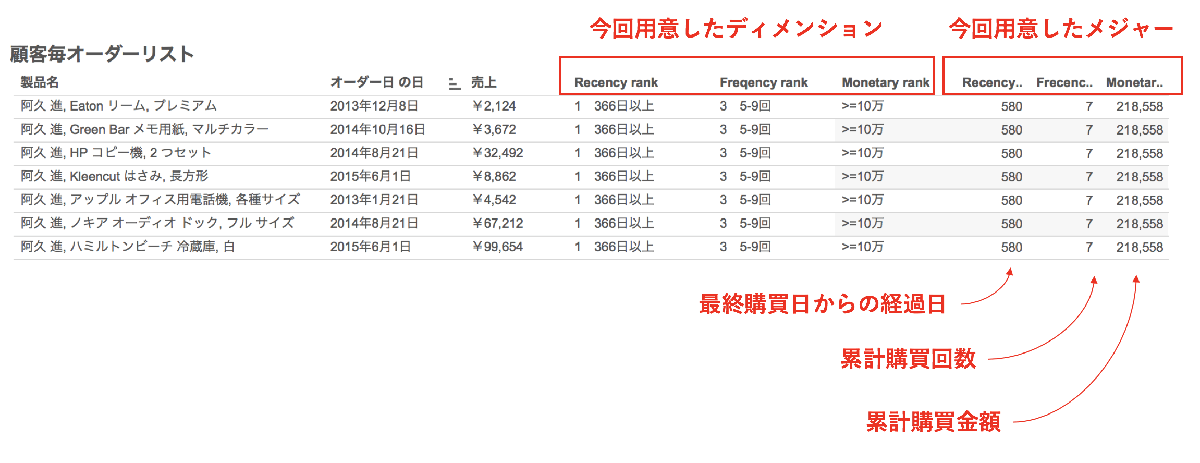 今回用意したディメンション 今回用意したメジャー
顧客毎オーダーリスト
製品名 オーダー日 の日 売上 Recency rank Freqency rank Monetary rank Recency.. Frecenc.. Monetar..
阿久 進, Eaton リーム, プレミアム 2013年12月8日 ¥2,124 1 366日以上 3 5-9回 >=10万 580 7 218,558
阿久 進, Green Bar メモ用紙, マルチカラー 2014年10月16日 ¥3,672 1 366日以上 3 5-9回 >=10万 580 7 218,558
阿久 進, HP コピー機, 2 つセット 2014年8月21日 ¥32,492 1 366日以上 3 5-9回 >=10万 580 7 218,558
阿久 進, Kleencut はさみ, 長方形 2015年6月1日 ¥8,862 1 366日以上 3 5-9回 >=10万 580 7 218,558
阿久 進, アップル オフィス用電話機, 各種サイズ 2013年1月21日 ¥4,542 1 366日以上 3 5-9回 >=10万 580 7 218,558
阿久 進, ノキア オーディオ ドック, フル サイズ 2014年8月21日 ¥67,212 1 366日以上 3 5-9回 >=10万 580 7 218,558
阿久 進, ハミルトンビーチ 冷蔵庫, 白 2015年6月1日 ¥99,654 1 366日以上 3 5-9回 >=10万 580 7 218,558
最終購買日からの経過日
累計購買回数
累計購買金額